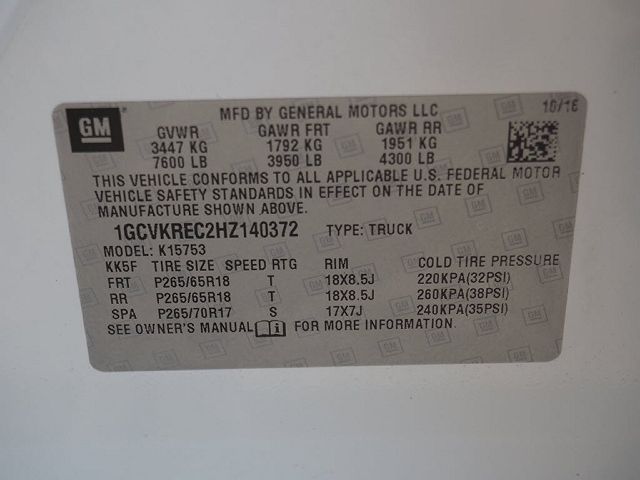 GM
MFD BY GENERAL MOTORS LLC 10/16
GVWR GAWR FRT GAWR RR
3447 KG 1792 KG 1951 KG
7600 LB 3950 LB 4300 LB
THIS VEHICLE CONFORMS TO ALL APPLICABLE U.S. FEDERAL MOTOR
VEHICLE SAFETY STANDARDS IN EFFECT ON THE DATE OF
MANUFACTURE SHOWN ABOVE.
1GCVKREC2HZ140372 TYPE: TRUCK
MODEL: K15753
KK5F TIRE SIZE SPEED RTG RIM COLD TIRE PRESSURE
FRT P265/65R18 T 18X8.5J 220KPA(32PSI)
RR P265/65R18 T 18X8.5J 260KPA(38PSI)
SPA P265/70R17 S 17X7J 240KPA(35PSI)
SEE OWNER'S MANUAL FOR MORE INFORMATION.